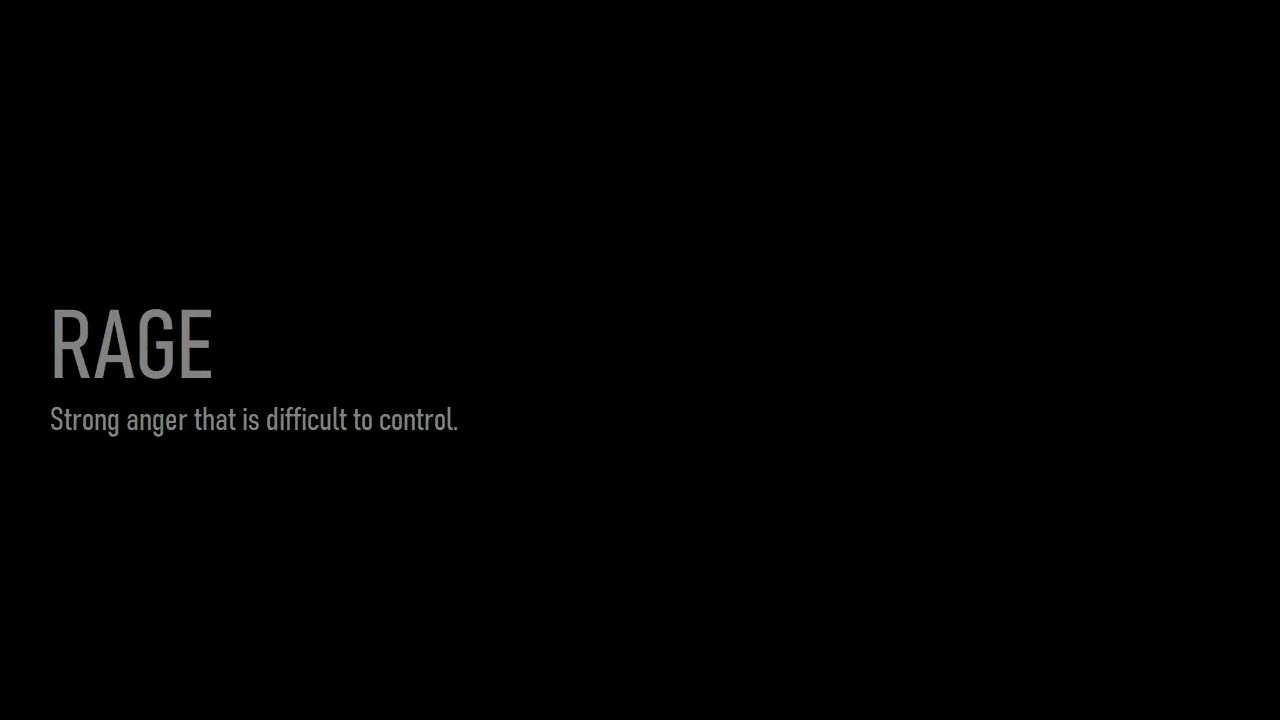 RAGE
Strong anger that is difficult to control.